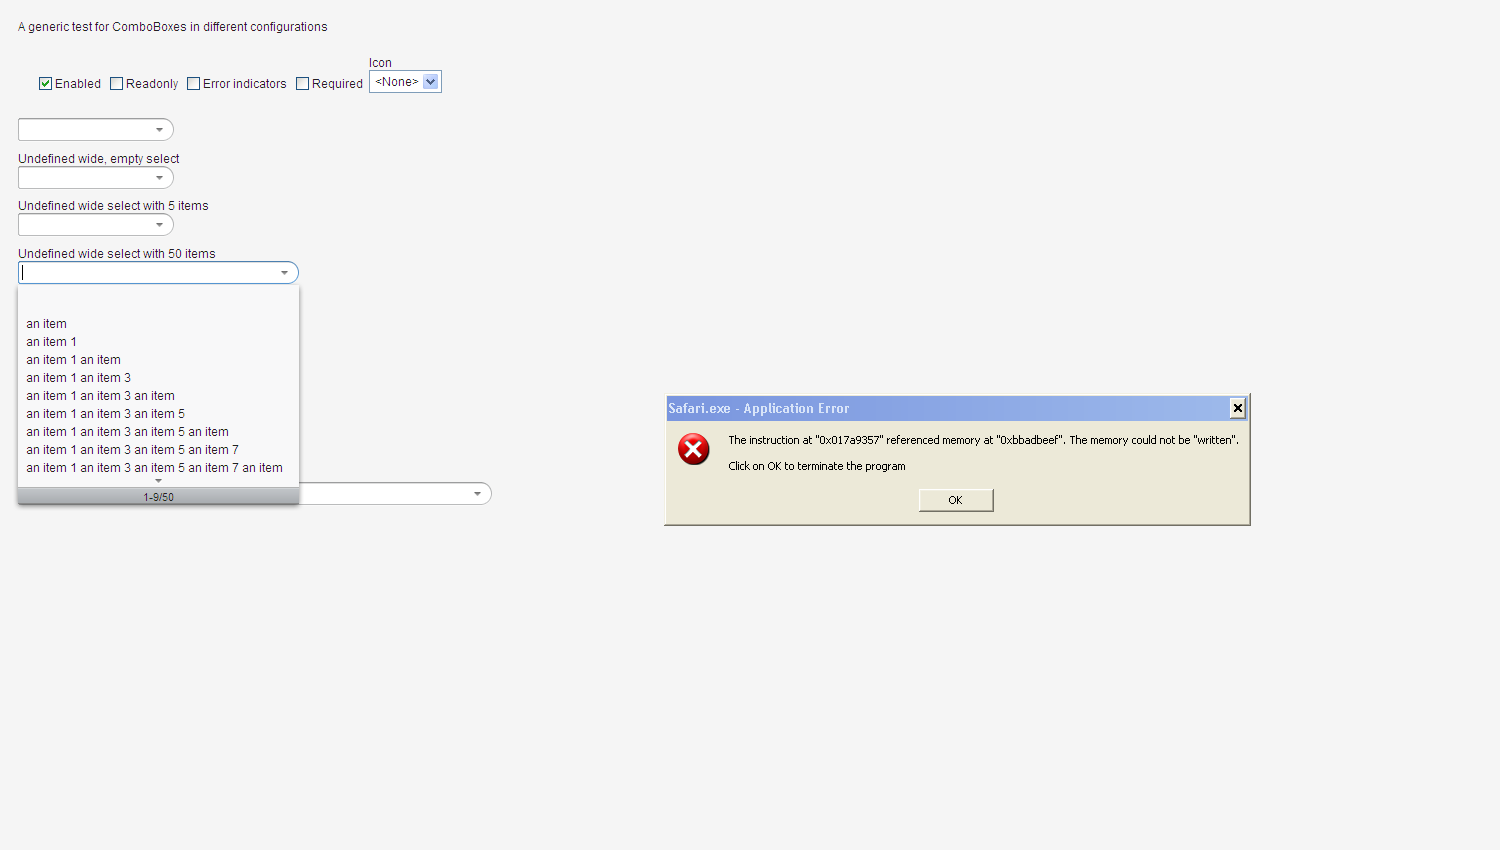 A generic test for ComboBoxes in different configurations
Icon
Enabled Readonly Error indicators Required <None>
Undefined wide, empty select
Undefined wide select with 5 items
Undefined wide select with 50 items
an item
an item 1
an item 1 an item
an item 1 an item 3
an item 1 an item 3 an item
an item 1 an item 3 an item 5
an item 1 an item 3 an item 5 an item
an item 1 an item 3 an item 5 an item 7
an item 1 an item 3 an item 5 an item 7 an item
1-9/50
Safari.exe - Application Error
The instruction at "0x017a9357" referenced memory at "0xbbadbeef". The memory could not be "written".
Click on OK to terminate the program
OK